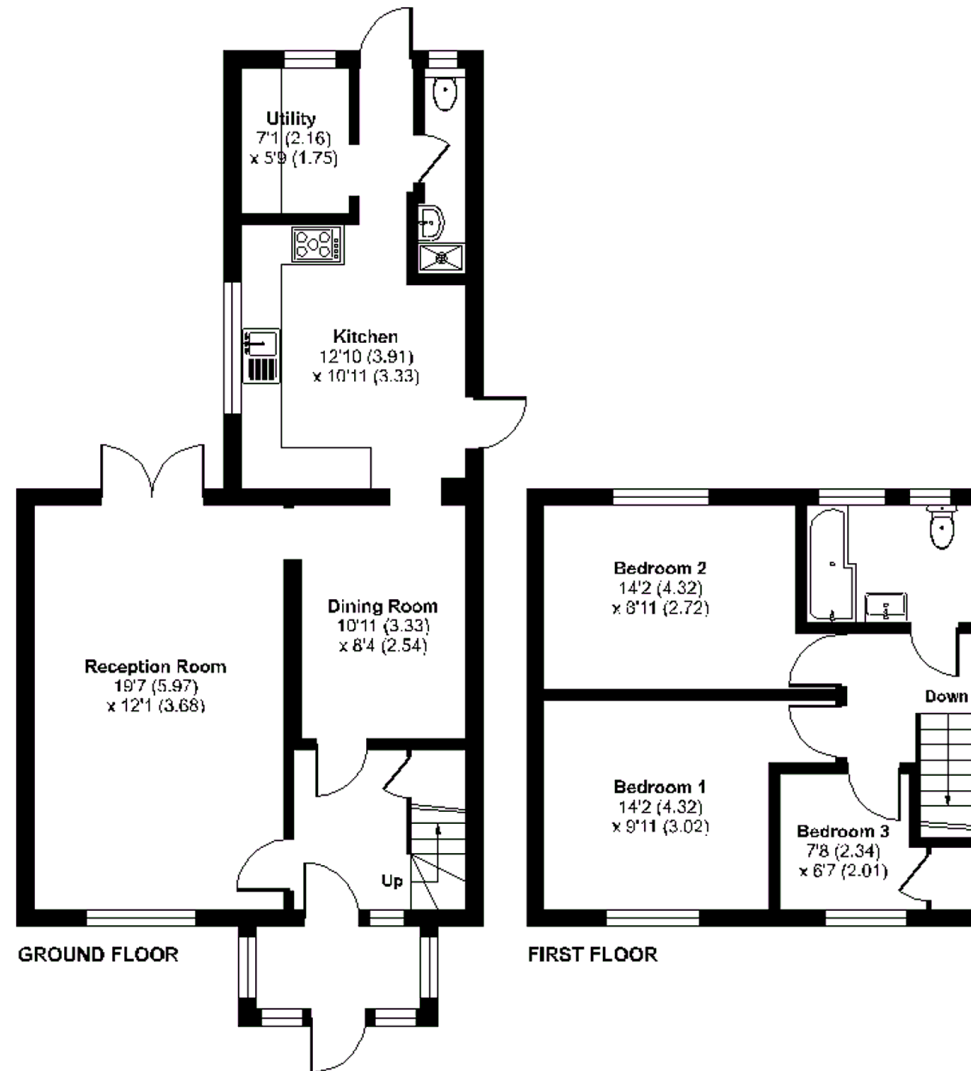 Utility
7'1 (2.16)
x 5'9 (1.75)
Kitchen
12'10 (3.91)
x 10'11 (3.33)
Dining Room
10'11 (3.33)
x 8'4 (2.54)
Reception Room
19'7 (5.97)
x 12'1 (3.68)
Up
GROUND FLOOR
Bedroom 2
14'2 (4.32)
x 8'11 (2.72)
Down
Bedroom 1
14'2 (4.32)
x 9'11 (3.02)
Bedroom 3
7'8 (2.34)
x 6'7 (2.01)
FIRST FLOOR